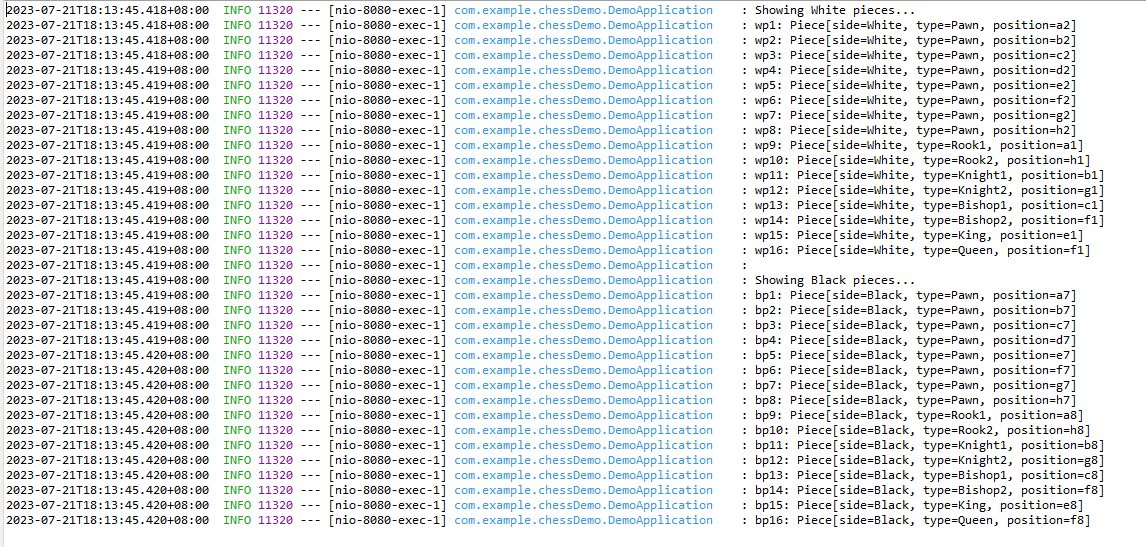 2023-07-21T18:13:45.418+08:00  INFO 11320 --- [nio-8080-exec-1] com.example.chessDemo.DemoApplication    : Showing White pieces...
2023-07-21T18:13:45.418+08:00  INFO 11320 --- [nio-8080-exec-1] com.example.chessDemo.DemoApplication    : wp1: Piece[side=White, type=Pawn, position=a2]
2023-07-21T18:13:45.418+08:00  INFO 11320 --- [nio-8080-exec-1] com.example.chessDemo.DemoApplication    : wp2: Piece[side=White, type=Pawn, position=b2]
2023-07-21T18:13:45.418+08:00  INFO 11320 --- [nio-8080-exec-1] com.example.chessDemo.DemoApplication    : wp3: Piece[side=White, type=Pawn, position=c2]
2023-07-21T18:13:45.419+08:00  INFO 11320 --- [nio-8080-exec-1] com.example.chessDemo.DemoApplication    : wp4: Piece[side=White, type=Pawn, position=d2]
2023-07-21T18:13:45.419+08:00  INFO 11320 --- [nio-8080-exec-1] com.example.chessDemo.DemoApplication    : wp5: Piece[side=White, type=Pawn, position=e2]
2023-07-21T18:13:45.419+08:00  INFO 11320 --- [nio-8080-exec-1] com.example.chessDemo.DemoApplication    : wp6: Piece[side=White, type=Pawn, position=f2]
2023-07-21T18:13:45.419+08:00  INFO 11320 --- [nio-8080-exec-1] com.example.chessDemo.DemoApplication    : wp7: Piece[side=White, type=Pawn, position=g2]
2023-07-21T18:13:45.419+08:00  INFO 11320 --- [nio-8080-exec-1] com.example.chessDemo.DemoApplication    : wp8: Piece[side=White, type=Pawn, position=h2]
2023-07-21T18:13:45.419+08:00  INFO 11320 --- [nio-8080-exec-1] com.example.chessDemo.DemoApplication    : wp9: Piece[side=White, type=Rook1, position=a1]
2023-07-21T18:13:45.419+08:00  INFO 11320 --- [nio-8080-exec-1] com.example.chessDemo.DemoApplication    : wp10: Piece[side=White, type=Rook2, position=h1]
2023-07-21T18:13:45.419+08:00  INFO 11320 --- [nio-8080-exec-1] com.example.chessDemo.DemoApplication    : wp11: Piece[side=White, type=Knight1, position=b1]
2023-07-21T18:13:45.419+08:00  INFO 11320 --- [nio-8080-exec-1] com.example.chessDemo.DemoApplication    : wp12: Piece[side=White, type=Knight2, position=g1]
2023-07-21T18:13:45.419+08:00  INFO 11320 --- [nio-8080-exec-1] com.example.chessDemo.DemoApplication    : wp13: Piece[side=White, type=Bishop1, position=c1]
2023-07-21T18:13:45.419+08:00  INFO 11320 --- [nio-8080-exec-1] com.example.chessDemo.DemoApplication    : wp14: Piece[side=White, type=Bishop2, position=f1]
2023-07-21T18:13:45.419+08:00  INFO 11320 --- [nio-8080-exec-1] com.example.chessDemo.DemoApplication    : wp15: Piece[side=White, type=King, position=e1]
2023-07-21T18:13:45.419+08:00  INFO 11320 --- [nio-8080-exec-1] com.example.chessDemo.DemoApplication    : wp16: Piece[side=White, type=Queen, position=f1]
2023-07-21T18:13:45.419+08:00  INFO 11320 --- [nio-8080-exec-1] com.example.chessDemo.DemoApplication    :
2023-07-21T18:13:45.419+08:00  INFO 11320 --- [nio-8080-exec-1] com.example.chessDemo.DemoApplication    : Showing Black pieces...
2023-07-21T18:13:45.419+08:00  INFO 11320 --- [nio-8080-exec-1] com.example.chessDemo.DemoApplication    : bp1: Piece[side=Black, type=Pawn, position=a7]
2023-07-21T18:13:45.419+08:00  INFO 11320 --- [nio-8080-exec-1] com.example.chessDemo.DemoApplication    : bp2: Piece[side=Black, type=Pawn, position=b7]
2023-07-21T18:13:45.419+08:00  INFO 11320 --- [nio-8080-exec-1] com.example.chessDemo.DemoApplication    : bp3: Piece[side=Black, type=Pawn, position=c7]
2023-07-21T18:13:45.419+08:00  INFO 11320 --- [nio-8080-exec-1] com.example.chessDemo.DemoApplication    : bp4: Piece[side=Black, type=Pawn, position=d7]
2023-07-21T18:13:45.420+08:00  INFO 11320 --- [nio-8080-exec-1] com.example.chessDemo.DemoApplication    : bp5: Piece[side=Black, type=Pawn, position=e7]
2023-07-21T18:13:45.420+08:00  INFO 11320 --- [nio-8080-exec-1] com.example.chessDemo.DemoApplication    : bp6: Piece[side=Black, type=Pawn, position=f7]
2023-07-21T18:13:45.420+08:00  INFO 11320 --- [nio-8080-exec-1] com.example.chessDemo.DemoApplication    : bp7: Piece[side=Black, type=Pawn, position=g7]
2023-07-21T18:13:45.420+08:00  INFO 11320 --- [nio-8080-exec-1] com.example.chessDemo.DemoApplication    : bp8: Piece[side=Black, type=Pawn, position=h7]
2023-07-21T18:13:45.420+08:00  INFO 11320 --- [nio-8080-exec-1] com.example.chessDemo.DemoApplication    : bp9: Piece[side=Black, type=Rook1, position=a8]
2023-07-21T18:13:45.420+08:00  INFO 11320 --- [nio-8080-exec-1] com.example.chessDemo.DemoApplication    : bp10: Piece[side=Black, type=Rook2, position=h8]
2023-07-21T18:13:45.420+08:00  INFO 11320 --- [nio-8080-exec-1] com.example.chessDemo.DemoApplication    : bp11: Piece[side=Black, type=Knight1, position=b8]
2023-07-21T18:13:45.420+08:00  INFO 11320 --- [nio-8080-exec-1] com.example.chessDemo.DemoApplication    : bp12: Piece[side=Black, type=Knight2, position=g8]
2023-07-21T18:13:45.420+08:00  INFO 11320 --- [nio-8080-exec-1] com.example.chessDemo.DemoApplication    : bp13: Piece[side=Black, type=Bishop1, position=c8]
2023-07-21T18:13:45.420+08:00  INFO 11320 --- [nio-8080-exec-1] com.example.chessDemo.DemoApplication    : bp14: Piece[side=Black, type=Bishop2, position=f8]
2023-07-21T18:13:45.420+08:00  INFO 11320 --- [nio-8080-exec-1] com.example.chessDemo.DemoApplication    : bp15: Piece[side=Black, type=King, position=e8]
2023-07-21T18:13:45.420+08:00  INFO 11320 --- [nio-8080-exec-1] com.example.chessDemo.DemoApplication    : bp16: Piece[side=Black, type=Queen, position=f8]